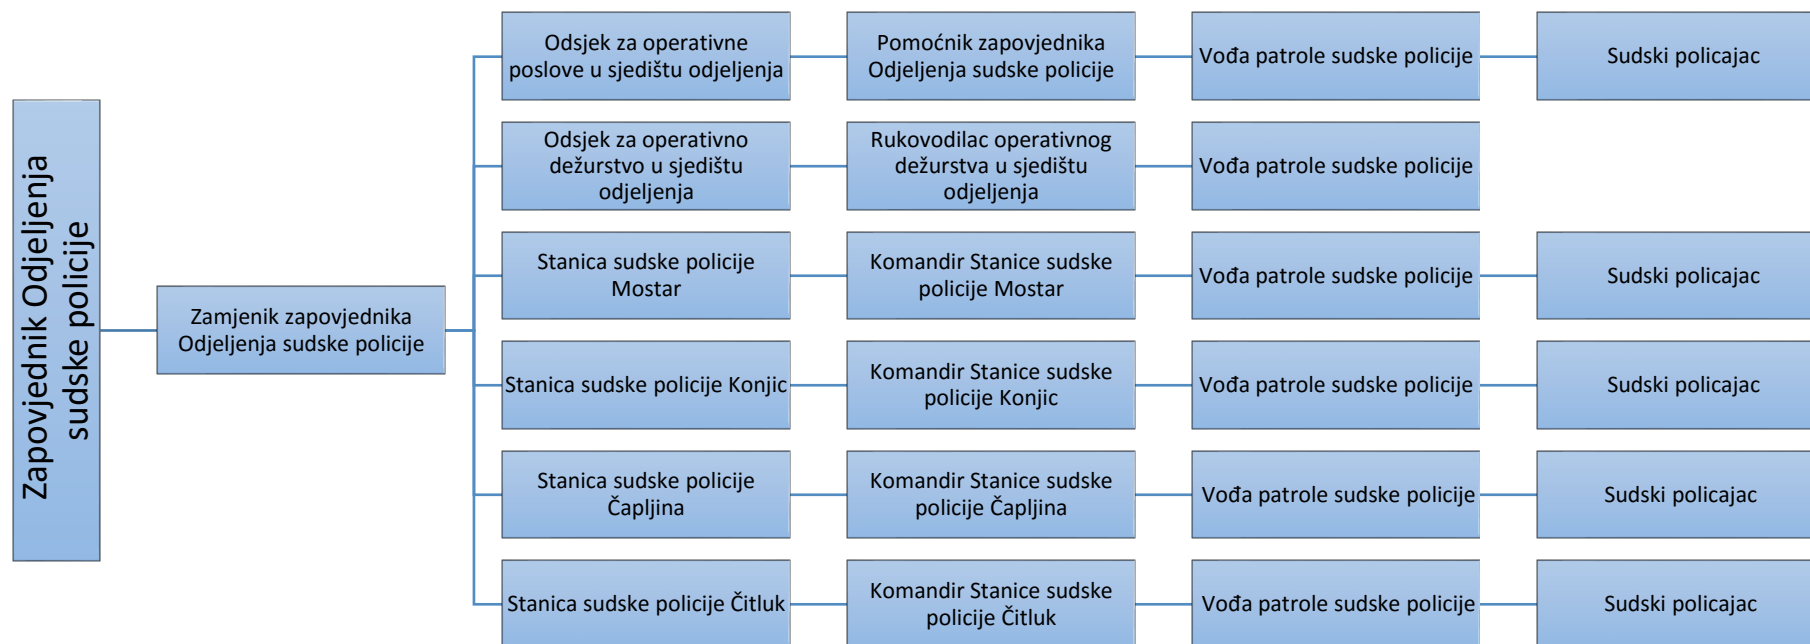 Zapovjednik Odjeljenja
sudske policije
Zamjenik zapovjednika
Odjeljenja sudske policije
Odsjek za operativne
poslove u sjedištu odjeljenja
Pomoćnik zapovjednika
Odjeljenja sudske policije
Vođa patrole sudske policije
Sudski policajac
Odsjek za operativno
dežurstvo u sjedištu
odjeljenja
Rukovodilac operativnog
dežurstva u sjedištu
odjeljenja
Vođa patrole sudske policije
Stanica sudske policije
Mostar
Komandir Stanice sudske
policije Mostar
Vođa patrole sudske policije
Sudski policajac
Stanica sudske policije Konjic
Komandir Stanice sudske
policije Konjic
Vođa patrole sudske policije
Sudski policajac
Stanica sudske policije
Čapljina
Komandir Stanice sudske
policije Čapljina
Vođa patrole sudske policije
Sudski policajac
Stanica sudske policije Čitluk
Komandir Stanice sudske
policije Čitluk
Vođa patrole sudske policije
Sudski policajac